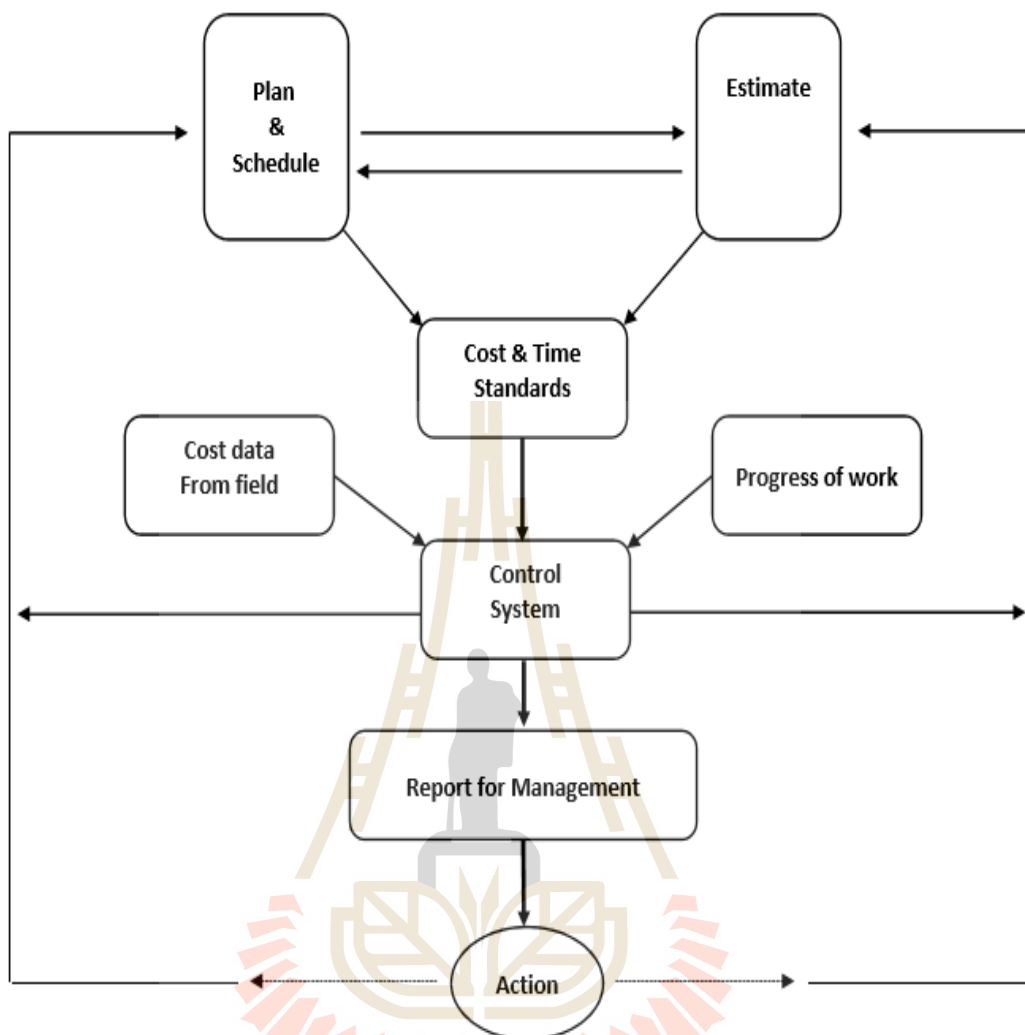 Plan
&
Schedule
Estimate
Cost & Time
Standards
Cost data
From field
Progress of work
Control
System
Report for Management
Action